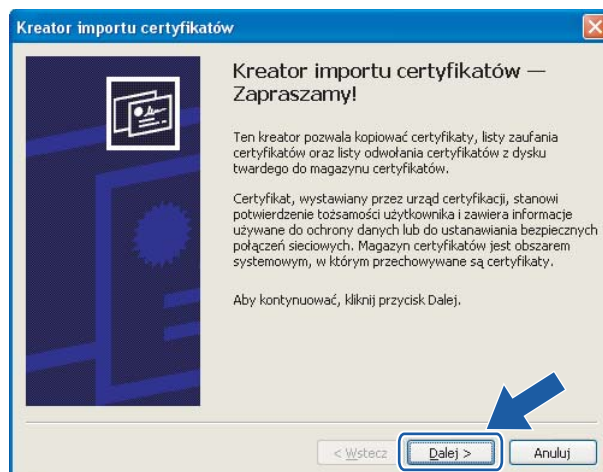 Kreator importu certyfikatów
Kreator importu certyfikatów —
Zapraszamy!
Ten kreator pozwala kopiować certyfikaty, listy zaufania
certyfikatów oraz listy odwołania certyfikatów z dysku
twardego do magazynu certyfikatów.
Certyfikat, wystawiany przez urząd certyfikacji, stanowi
potwierdzenie tożsamości użytkownika i zawiera informacje
używane do ochrony danych lub do ustanawiania bezpiecznych
połączeń sieciowych. Magazyn certyfikatów jest obszarem
systemowym, w którym przechowywane są certyfikaty.
Aby kontynuować, kliknij przycisk Dalej.
< Wstecz Dalej > Anuluj